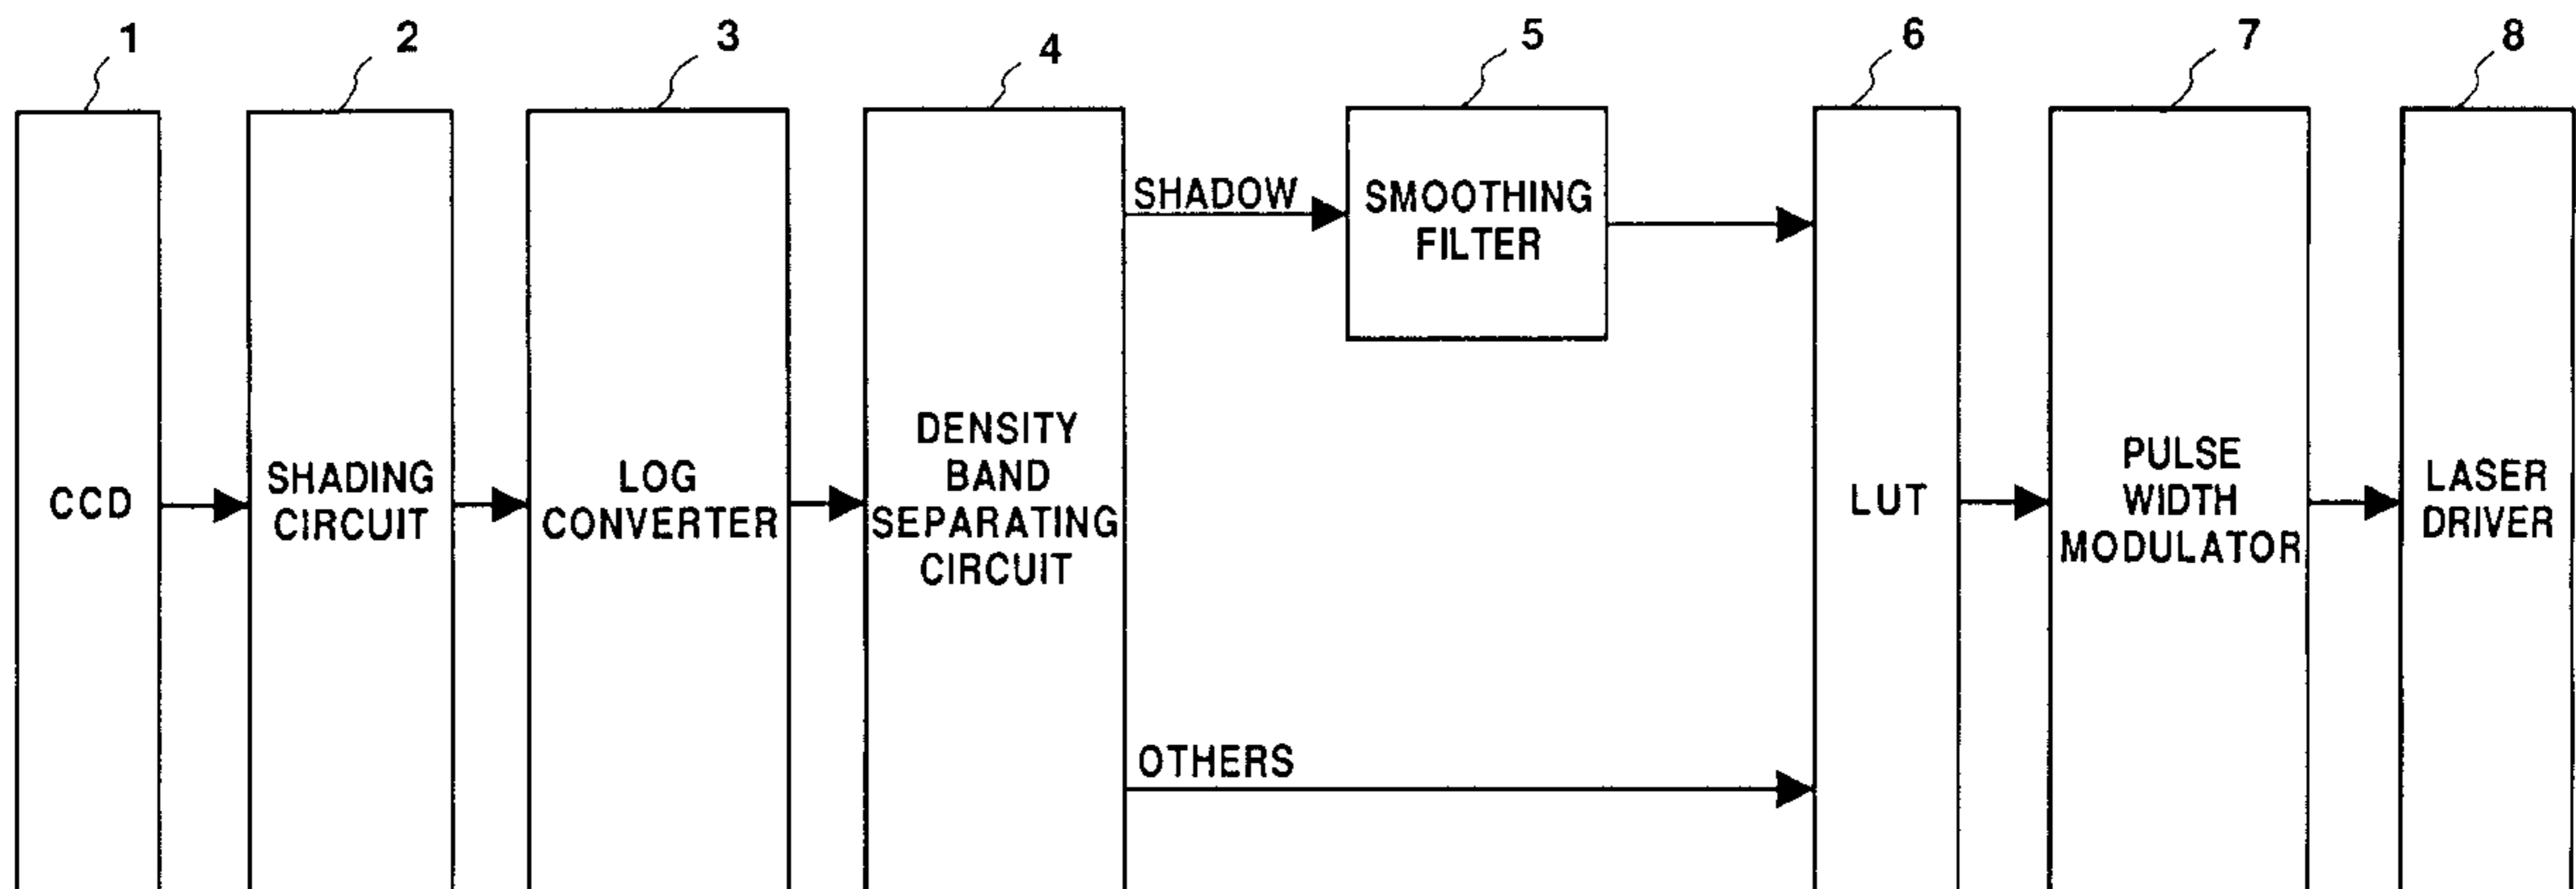 1
2
3
4
5
6
7
8
CCD
SHADING
CIRCUIT
LOG
CONVERTER
DENSITY
BAND
SEPARATING
CIRCUIT
SHADOW
SMOOTHING
FILTER
OTHERS
LUT
PULSE
WIDTH
MODULATOR
LASER
DRIVER